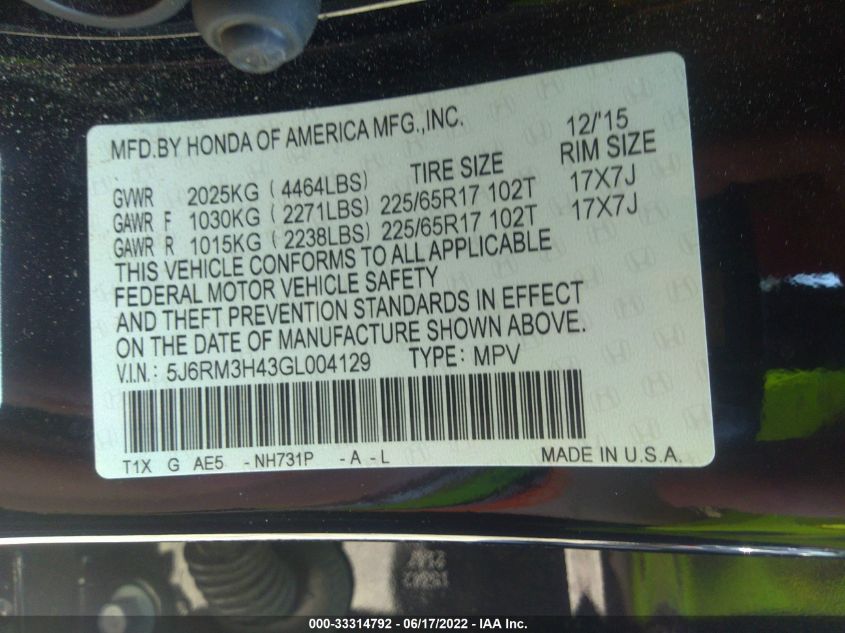 MFD.BY HONDA OF AMERICA MFG.,INC. 12/'15
TIRE SIZE RIM SIZE
GVWR 2025KG (4464LBS)
GAWR F 1030KG (2271LBS) 225/65R17 102T 17X7J
GAWR R 1015KG (2238LBS) 225/65R17 102T 17X7J
THIS VEHICLE CONFORMS TO ALL APPLICABLE
FEDERAL MOTOR VEHICLE SAFETY
AND THEFT PREVENTION STANDARDS IN EFFECT
ON THE DATE OF MANUFACTURE SHOWN ABOVE.
V.I.N.: 5J6RM3H43GL004129 TYPE: MPV
T1X G AE5 -NH731P -A -L MADE IN U.S.A.
000-33314792 - 06/17/2022 - IAA Inc.